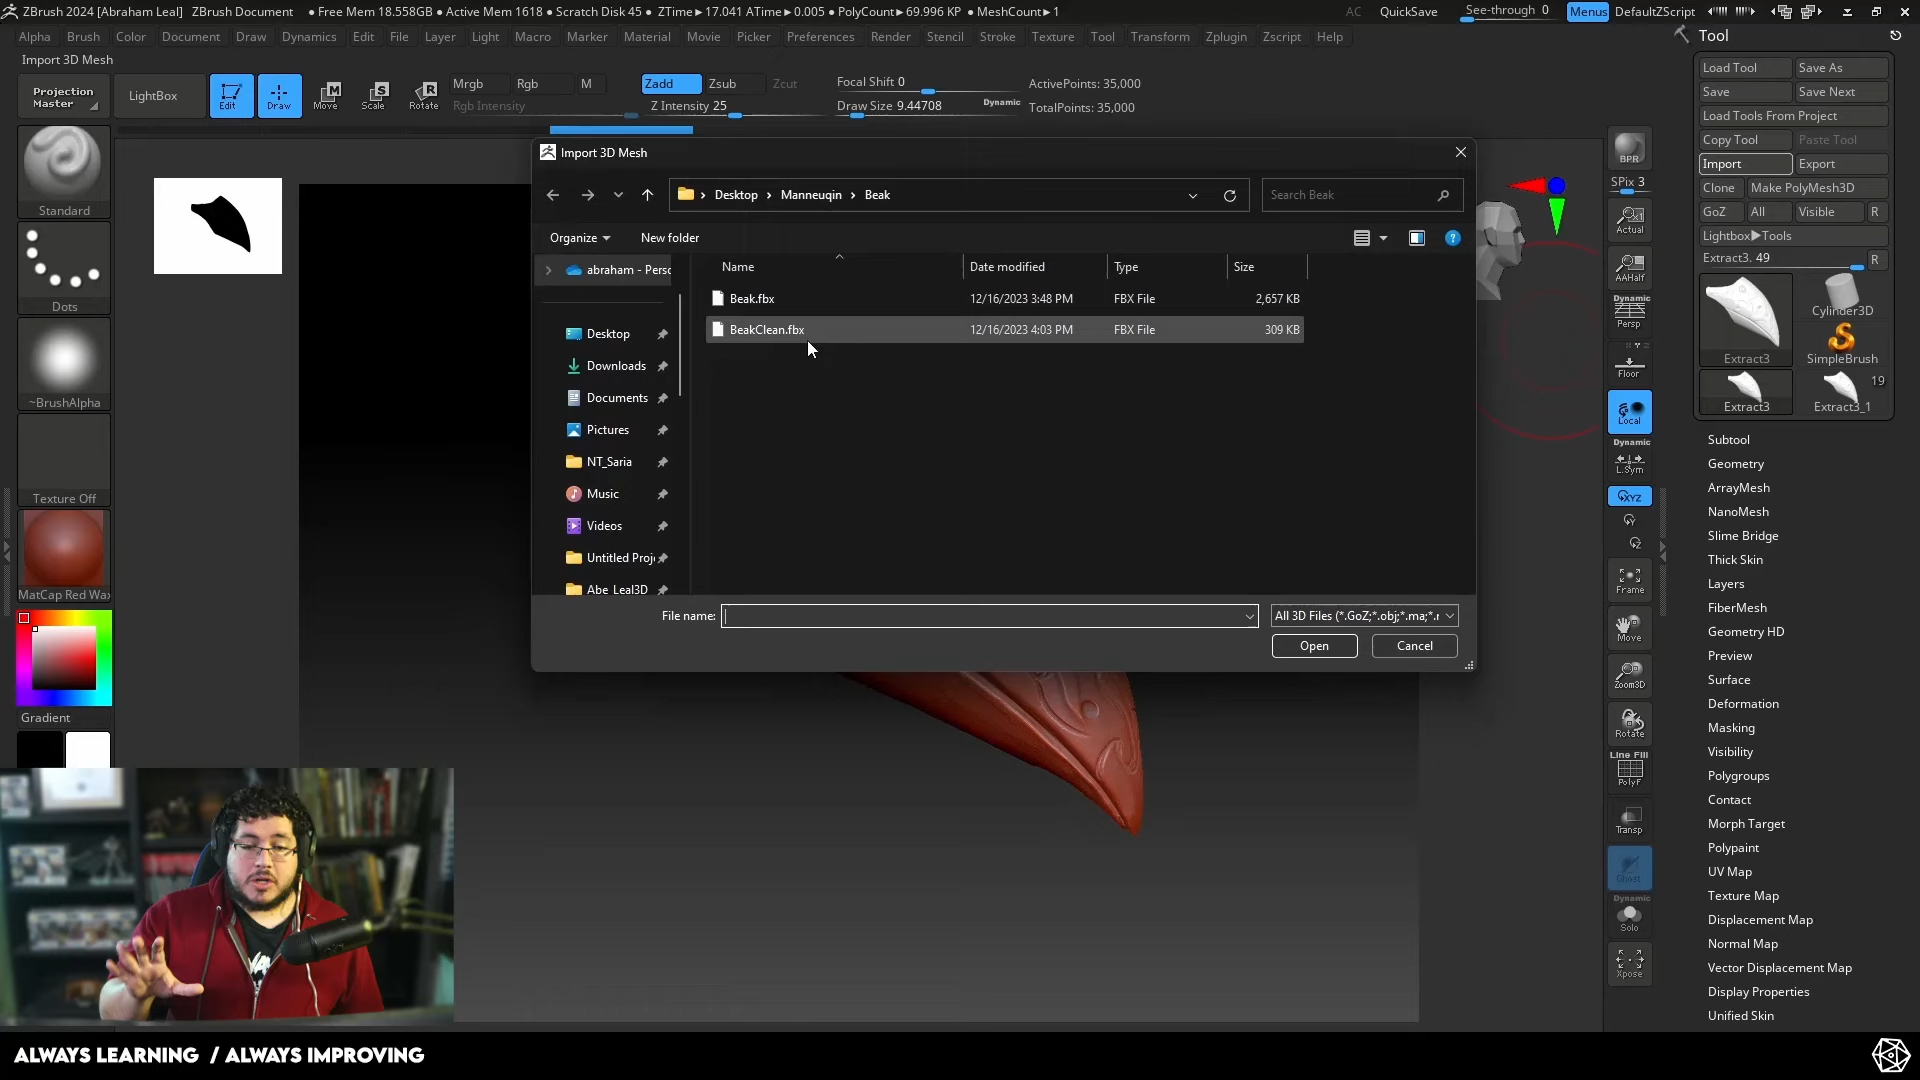 ZBrush 2024 [Abraham Leal] ZBrush Document • Free Mem 18.558GB • Active Mem 1618 • Scratch Disk 45 • ZTime►17.041 ATime►0.005 • PolyCount►69.996 KP • MeshCount►1 AC QuickSave See-through 0 Menus DefaultZScript
Alpha Brush Color Document Draw Dynamics Edit File Layer Light Macro Marker Material Movie Picker Preferences Render Stencil Stroke Texture Tool Transform Zplugin Zscript Help
Import 3D Mesh
Projection Master
LightBox
Edit
Draw
Move
Scale
Rotate
Mrgb Rgb M
Rgb Intensity
Zadd Zsub Zcut
Z Intensity 25
Focal Shift 0
Draw Size 9.44708
Dynamic
ActivePoints: 35,000
TotalPoints: 35,000
Standard
Dots
~BrushAlpha
Texture Off
MatCap Red Wax
Gradient
Import 3D Mesh
Desktop › Manneuqin › Beak
Search Beak
Organize New folder
abraham - Perso
Name Date modified Type Size
Beak.fbx 12/16/2023 3:48 PM FBX File 2,657 KB
BeakClean.fbx 12/16/2023 4:03 PM FBX File 309 KB
Desktop
Downloads
Documents
Pictures
NT_Saria
Music
Videos
Untitled Proj
Abe_Leal3D
File name:
All 3D Files (*.GoZ;*.obj;*.ma;*.r
Open Cancel
BPR
SPix 3
Actual
AAHalf
Dynamic
Persp
Floor
Local
Dynamic
L.Sym
XYZ
Y
Z
Frame
Move
Zoom3D
Rotate
Line Fill
PolyF
Transp
Ghost
Dynamic
Solo
Xpose
Tool
Load Tool Save As
Save Save Next
Load Tools From Project
Copy Tool Paste Tool
Import Export
Clone Make PolyMesh3D
GoZ All Visible R
Lightbox►Tools
Extract3. 49 R
Extract3
Cylinder3D
SimpleBrush
19
Extract3 Extract3_1
Subtool
Geometry
ArrayMesh
NanoMesh
Slime Bridge
Thick Skin
Layers
FiberMesh
Geometry HD
Preview
Surface
Deformation
Masking
Visibility
Polygroups
Contact
Morph Target
Polypaint
UV Map
Texture Map
Displacement Map
Normal Map
Vector Displacement Map
Display Properties
Unified Skin
ALWAYS LEARNING / ALWAYS IMPROVING